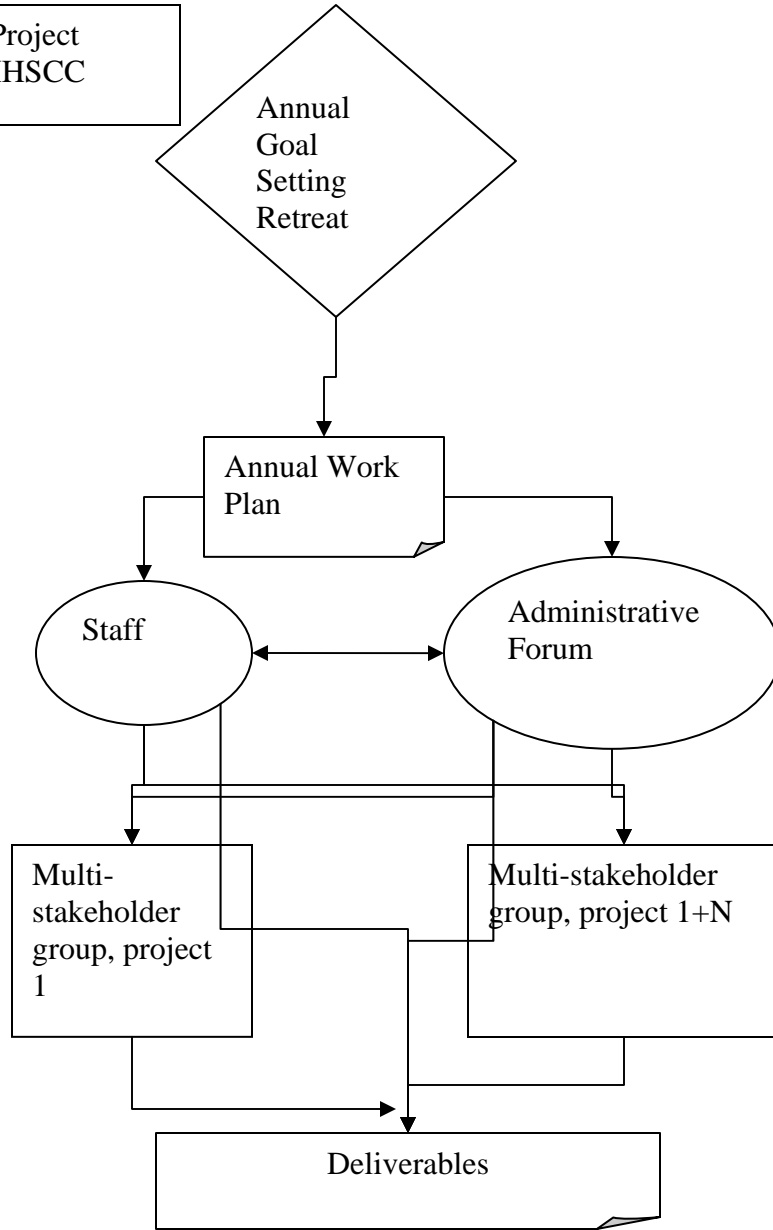 Project
Annual
Goal
Setting
Retreat
Annual Work
Plan
Staff
Administrative
Forum
Multi-
stakeholder
group, project
1
Multi-stakeholder
group, project 1+N
Deliverables